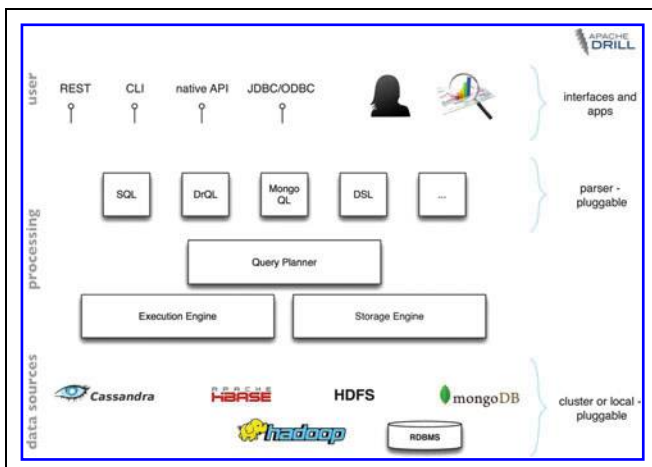 APACHE
DRILL
user
REST
CLI
native API
JDBC/ODBC
interfaces and
apps
processing
SQL
DrQL
Mongo
QL
DSL
...
parser -
pluggable
Query Planner
Execution Engine
Storage Engine
data sources
Cassandra
APACHE
HBASE
HDFS
mongoDB
cluster or local -
pluggable
hadoop
RDBMS